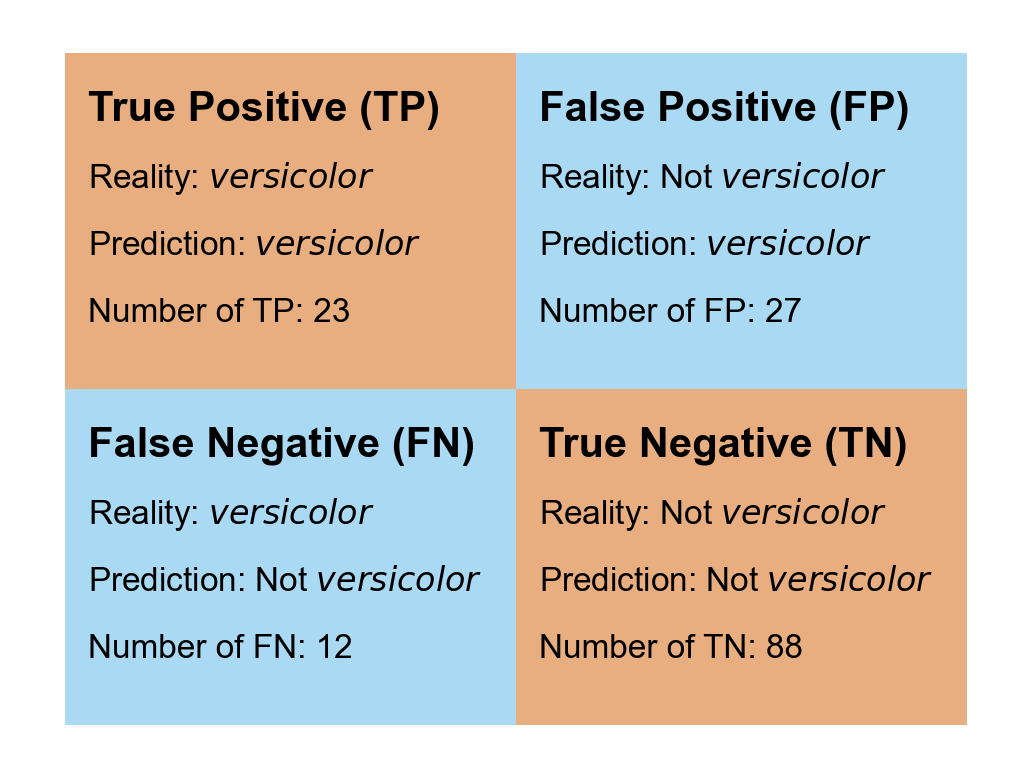 True Positive (TP)
Reality: versicolor
Prediction: versicolor
Number of TP: 23
False Positive (FP)
Reality: Not versicolor
Prediction: versicolor
Number of FP: 27
False Negative (FN)
Reality: versicolor
Prediction: Not versicolor
Number of FN: 12
True Negative (TN)
Reality: Not versicolor
Prediction: Not versicolor
Number of TN: 88